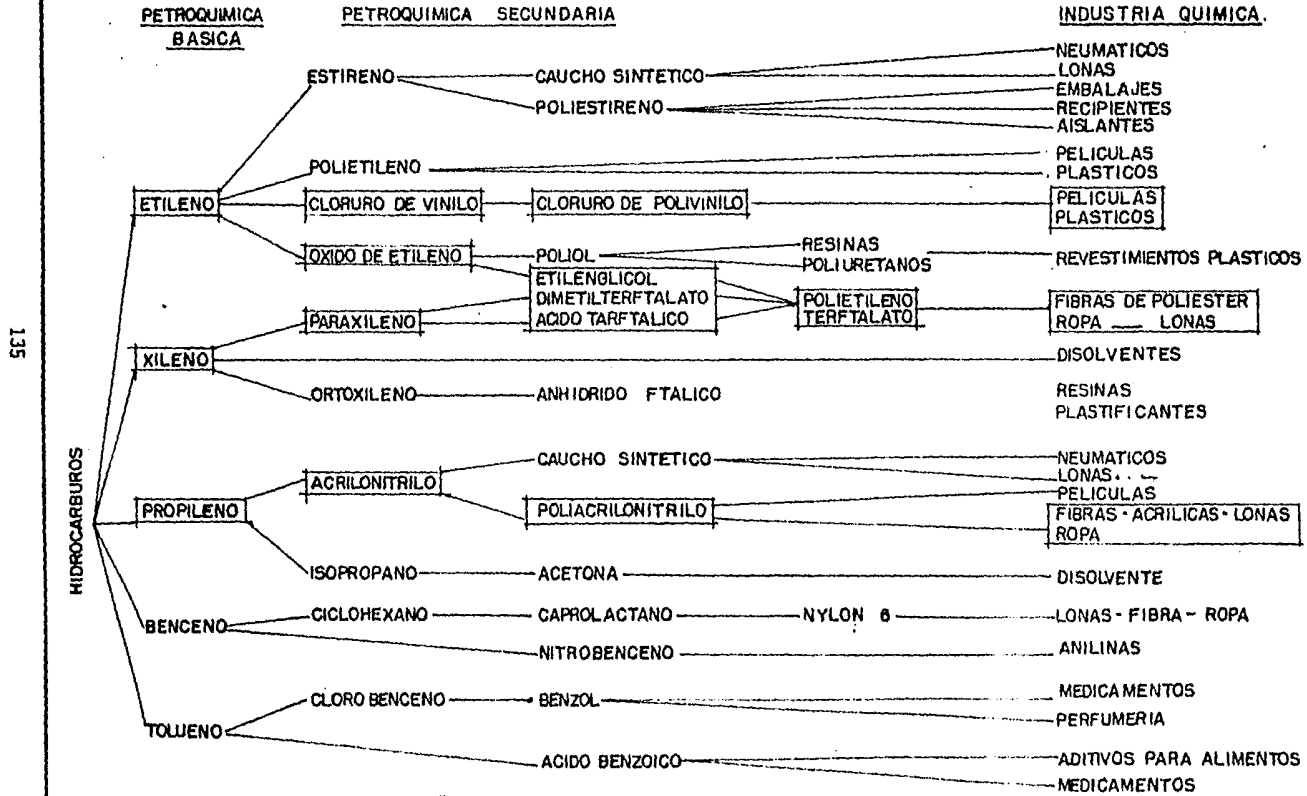 PETROQUIMICA BASICA
PETROQUIMICA SECUNDARIA
INDUSTRIA QUIMICA.
135
HIDROCARBUROS
ETILENO
ESTIRENO
CAUCHO SINTETICO
NEUMATICOS
LONAS
POLIESTIRENO
EMBALAJES
RECIPIENTES
AISLANTES
POLIETILENO
PELICULAS
PLASTICOS
CLORURO DE VINILO
CLORURO DE POLIVINILO
PELICULAS
PLASTICOS
OXIDO DE ETILENO
POLIOL
RESINAS
POLIURETANOS
REVESTIMIENTOS PLASTICOS
ETILENGLICOL
DIMETILTERFTALATO
ACIDO TARFTALICO
POLIETILENO
TERFTALATO
FIBRAS DE POLIESTER
ROPA — LONAS
XILENO
PARAXILENO
DISOLVENTES
ORTOXILENO
ANHIDRIDO FTALICO
RESINAS
PLASTIFICANTES
PROPILENO
ACRILONITRILO
CAUCHO SINTETICO
NEUMATICOS
LONAS
POLIACRILONITRILO
PELICULAS
FIBRAS-ACRILICAS-LONAS
ROPA
ISOPROPANO
ACETONA
DISOLVENTE
BENCENO
CICLOHEXANO
CAPROLACTANO
NYLON 6
LONAS-FIBRA-ROPA
NITROBENCENO
ANILINAS
TOLUENO
CLORO BENCENO
BENZOL
MEDICAMENTOS
PERFUMERIA
ACIDO BENZOICO
ADITIVOS PARA ALIMENTOS
MEDICAMENTOS